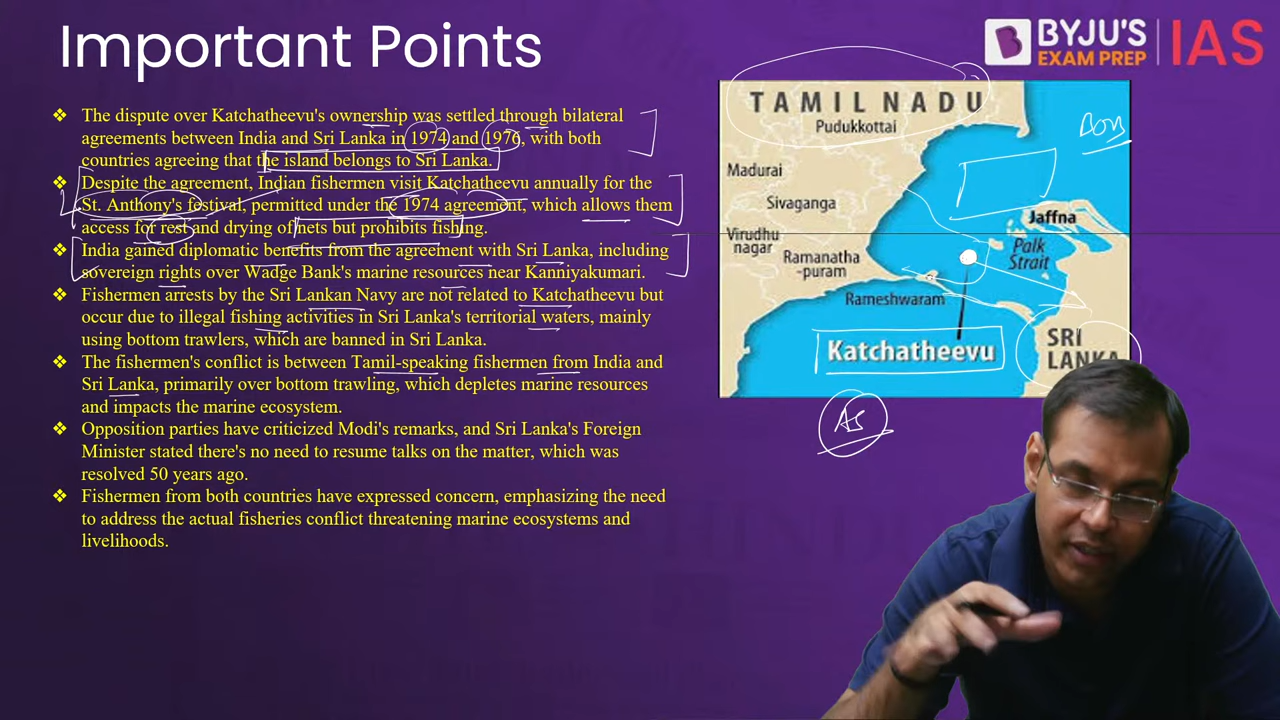 Important Points
BYJU'S
EXAM PREP
IAS
❖ The dispute over Katchatheevu's ownership was settled through bilateral
agreements between India and Sri Lanka in 1974 and 1976, with both
countries agreeing that the island belongs to Sri Lanka.
❖ Despite the agreement, Indian fishermen visit Katchatheevu annually for the
St. Anthony's festival, permitted under the 1974 agreement, which allows them
access for rest and drying of nets but prohibits fishing.
❖ India gained diplomatic benefits from the agreement with Sri Lanka, including
sovereign rights over Wadge Bank's marine resources near Kanniyakumari.
❖ Fishermen arrests by the Sri Lankan Navy are not related to Katchatheevu but
occur due to illegal fishing activities in Sri Lanka's territorial waters, mainly
using bottom trawlers, which are banned in Sri Lanka.
❖ The fishermen's conflict is between Tamil-speaking fishermen from India and
Sri Lanka, primarily over bottom trawling, which depletes marine resources
and impacts the marine ecosystem.
❖ Opposition parties have criticized Modi's remarks, and Sri Lanka's Foreign
Minister stated there's no need to resume talks on the matter, which was
resolved 50 years ago.
❖ Fishermen from both countries have expressed concern, emphasizing the need
to address the actual fisheries conflict threatening marine ecosystems and
livelihoods.
TAMIL NADU
Pudukkottai
BOB
Madurai
Sivaganga
Jaffna
Virudhu
nagar
Palk
Strait
Ramanatha
-puram
Rameshwaram
SRI
LANKA
Katchatheevu
AS